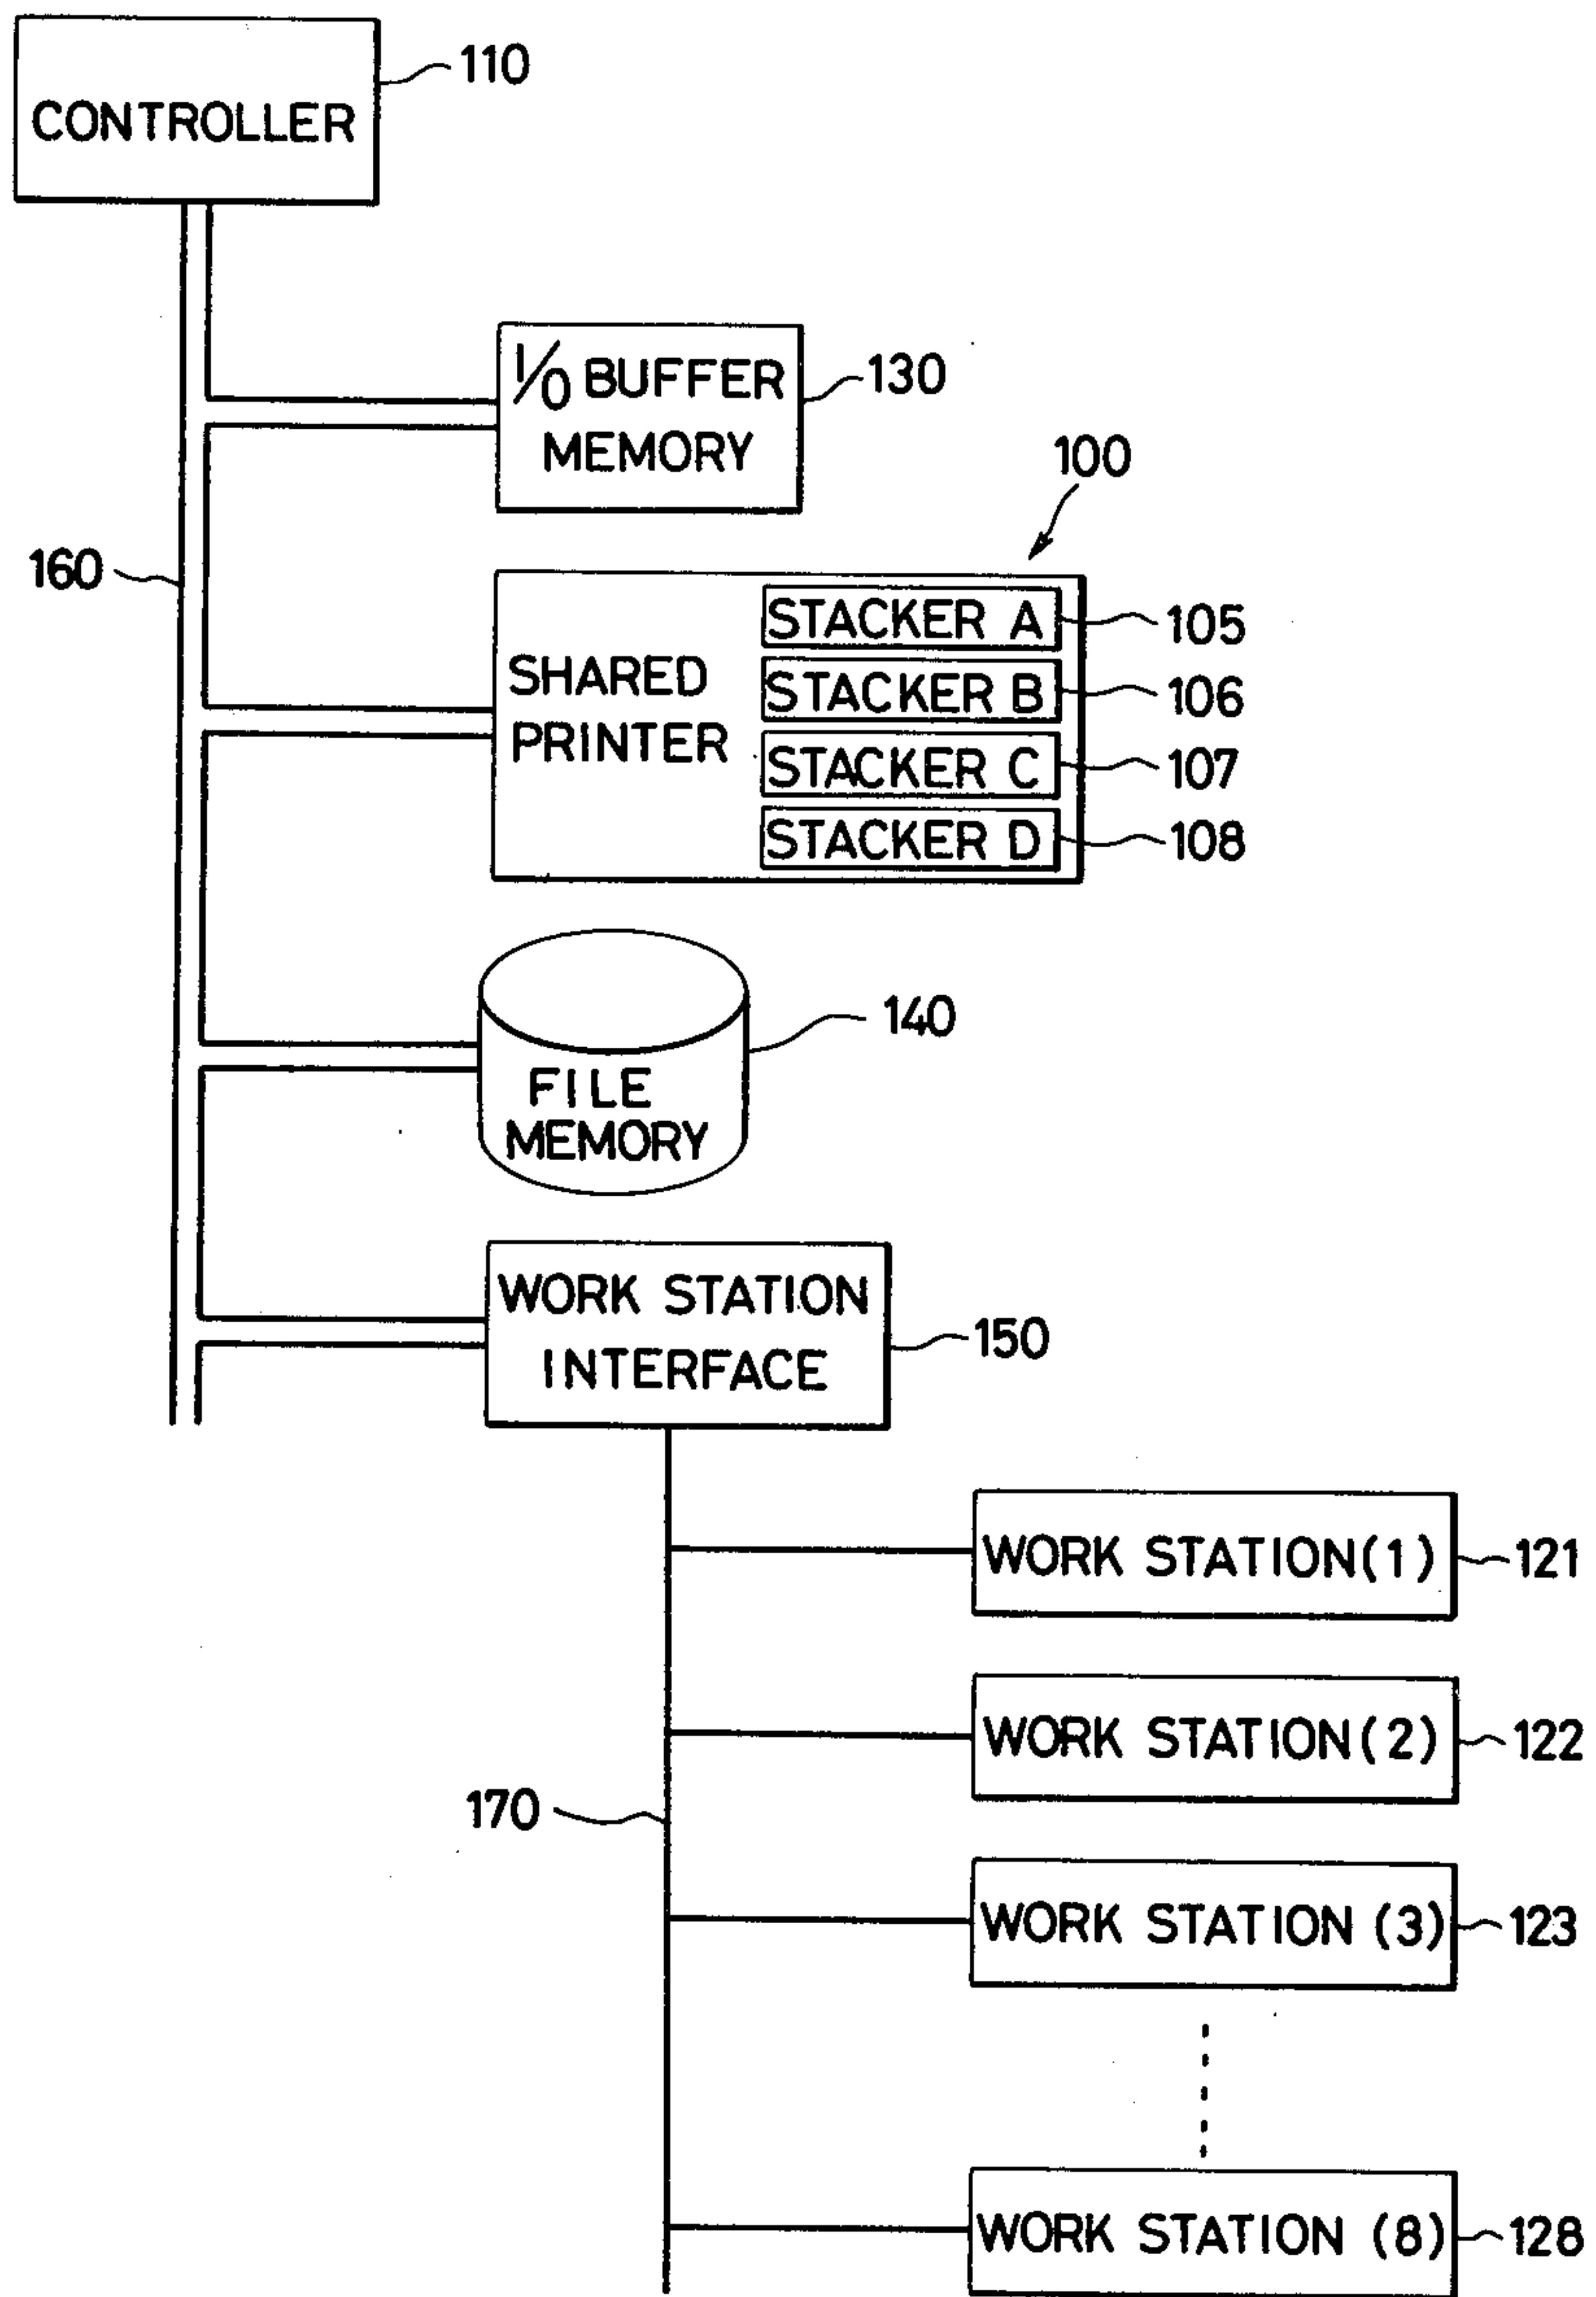 CONTROLLER
110
I/O BUFFER
MEMORY
130
100
160
SHARED
PRINTER
STACKER A
105
STACKER B
106
STACKER C
107
STACKER D
108
140
FILE
MEMORY
WORK STATION
INTERFACE
150
WORK STATION(1)
121
WORK STATION(2)
122
170
WORK STATION (3)
123
WORK STATION (8)
128